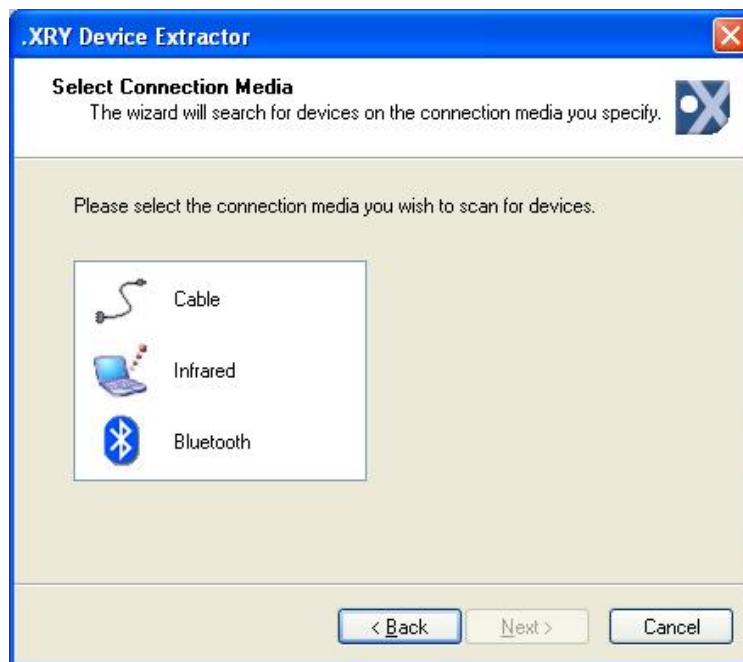 .XRY Device Extractor
Select Connection Media
The wizard will search for devices on the connection media you specify.
Please select the connection media you wish to scan for devices.
Cable
Infrared
Bluetooth
< Back
Next >
Cancel